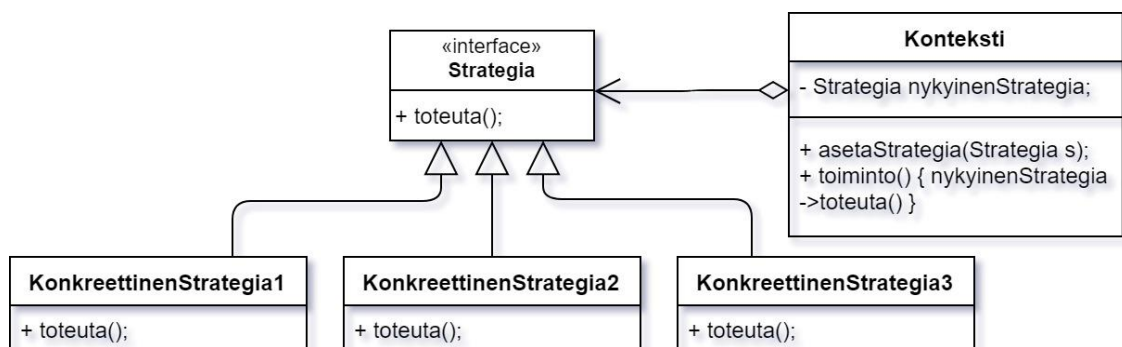 «interface»
Strategia
+ toteuta();
Konteksti
- Strategia nykyinenStrategia;
+ asetaStrategia(Strategia s);
+ toiminto() { nykyinenStrategia
->toteuta() }
KonkreettinenStrategia1
+ toteuta();
KonkreettinenStrategia2
+ toteuta();
KonkreettinenStrategia3
+ toteuta();